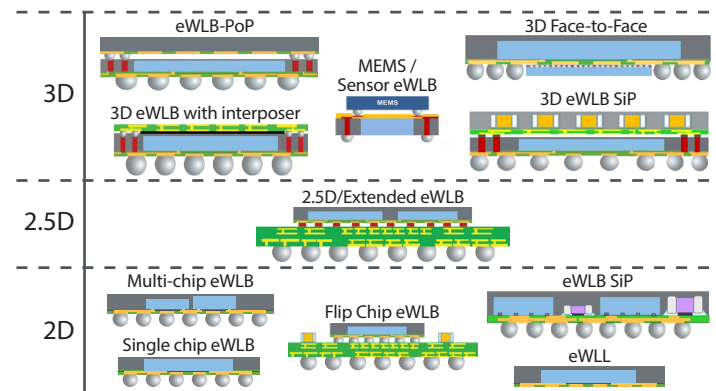 3D
eWLB-PoP
3D eWLB with interposer
MEMS /
Sensor eWLB
MEMS
3D Face-to-Face
3D eWLB SiP
2.5D
2.5D/Extended eWLB
2D
Multi-chip eWLB
Single chip eWLB
Flip Chip eWLB
eWLB SiP
eWLL